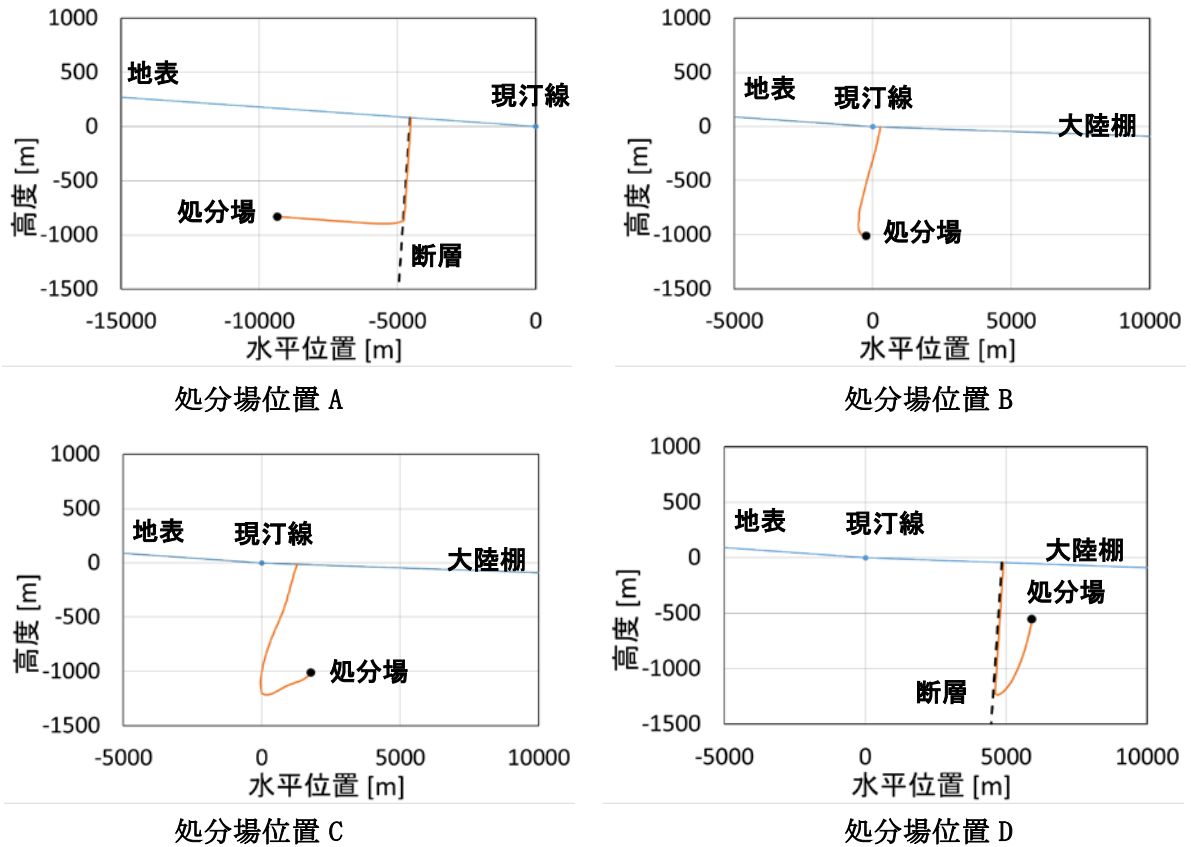 1000
500
0
-500
-1000
-1500
高度 [m]
地表
現汀線
処分場
断層
-15000 -10000 -5000 0
水平位置 [m]
処分場位置 A
1000
500
0
-500
-1000
-1500
高度 [m]
地表
現汀線
大陸棚
処分場
-5000 0 5000 10000
水平位置 [m]
処分場位置 B
1000
500
0
-500
-1000
-1500
高度 [m]
地表
現汀線
大陸棚
処分場
-5000 0 5000 10000
水平位置 [m]
処分場位置 C
1000
500
0
-500
-1000
-1500
高度 [m]
地表
現汀線
大陸棚
処分場
断層
-5000 0 5000 10000
水平位置 [m]
処分場位置 D